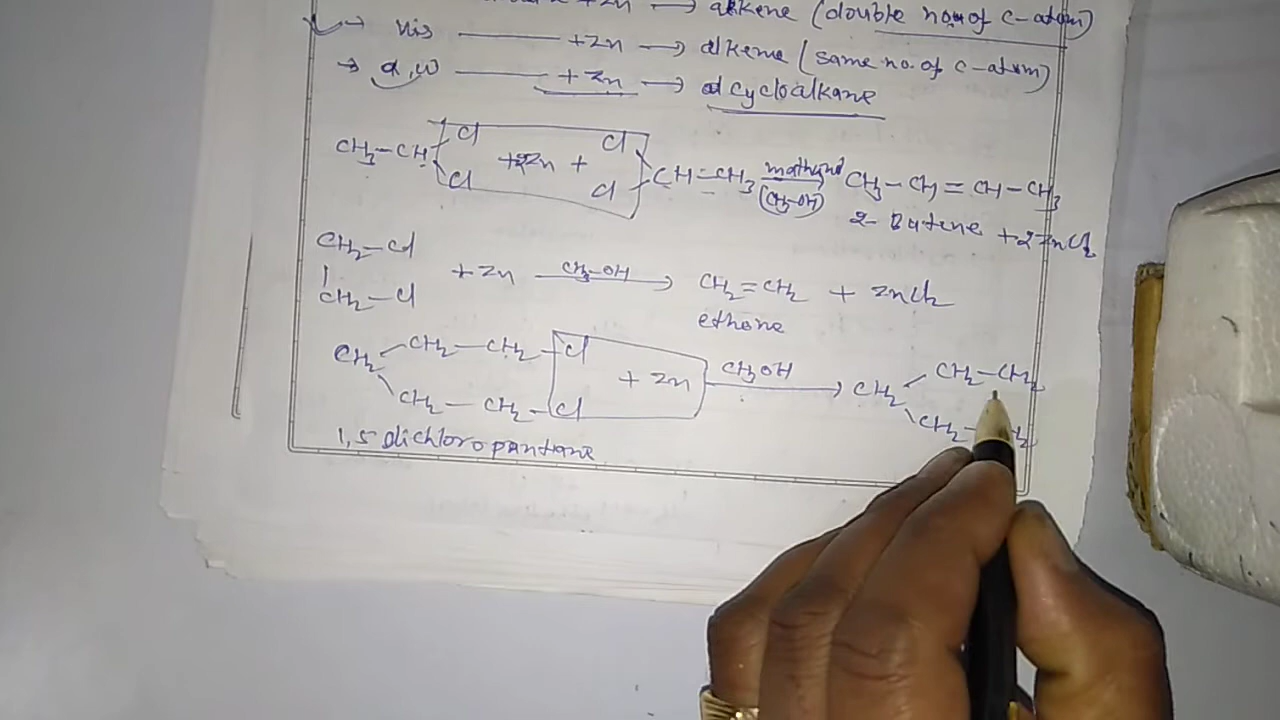 + Zn → alkene (double no. of c-atom)
→ vis —— + Zn → alkene (same no. of c-atom)
→ α, ω —— + Zn → cycloalkane
CH3-CH Cl Cl +2Zn + Cl Cl CH-CH3 (CH3-OH) → CH3-CH=CH-CH3
2-Butene + 2ZnCl2
CH2-Cl
| + Zn CH3-OH → CH2=CH2 + ZnCl2
CH2-Cl
ethene
CH2 CH2-CH2-Cl + Zn CH3OH → CH2 CH2-CH2
CH2-CH2-Cl CH2-
1,5 dichloropantane